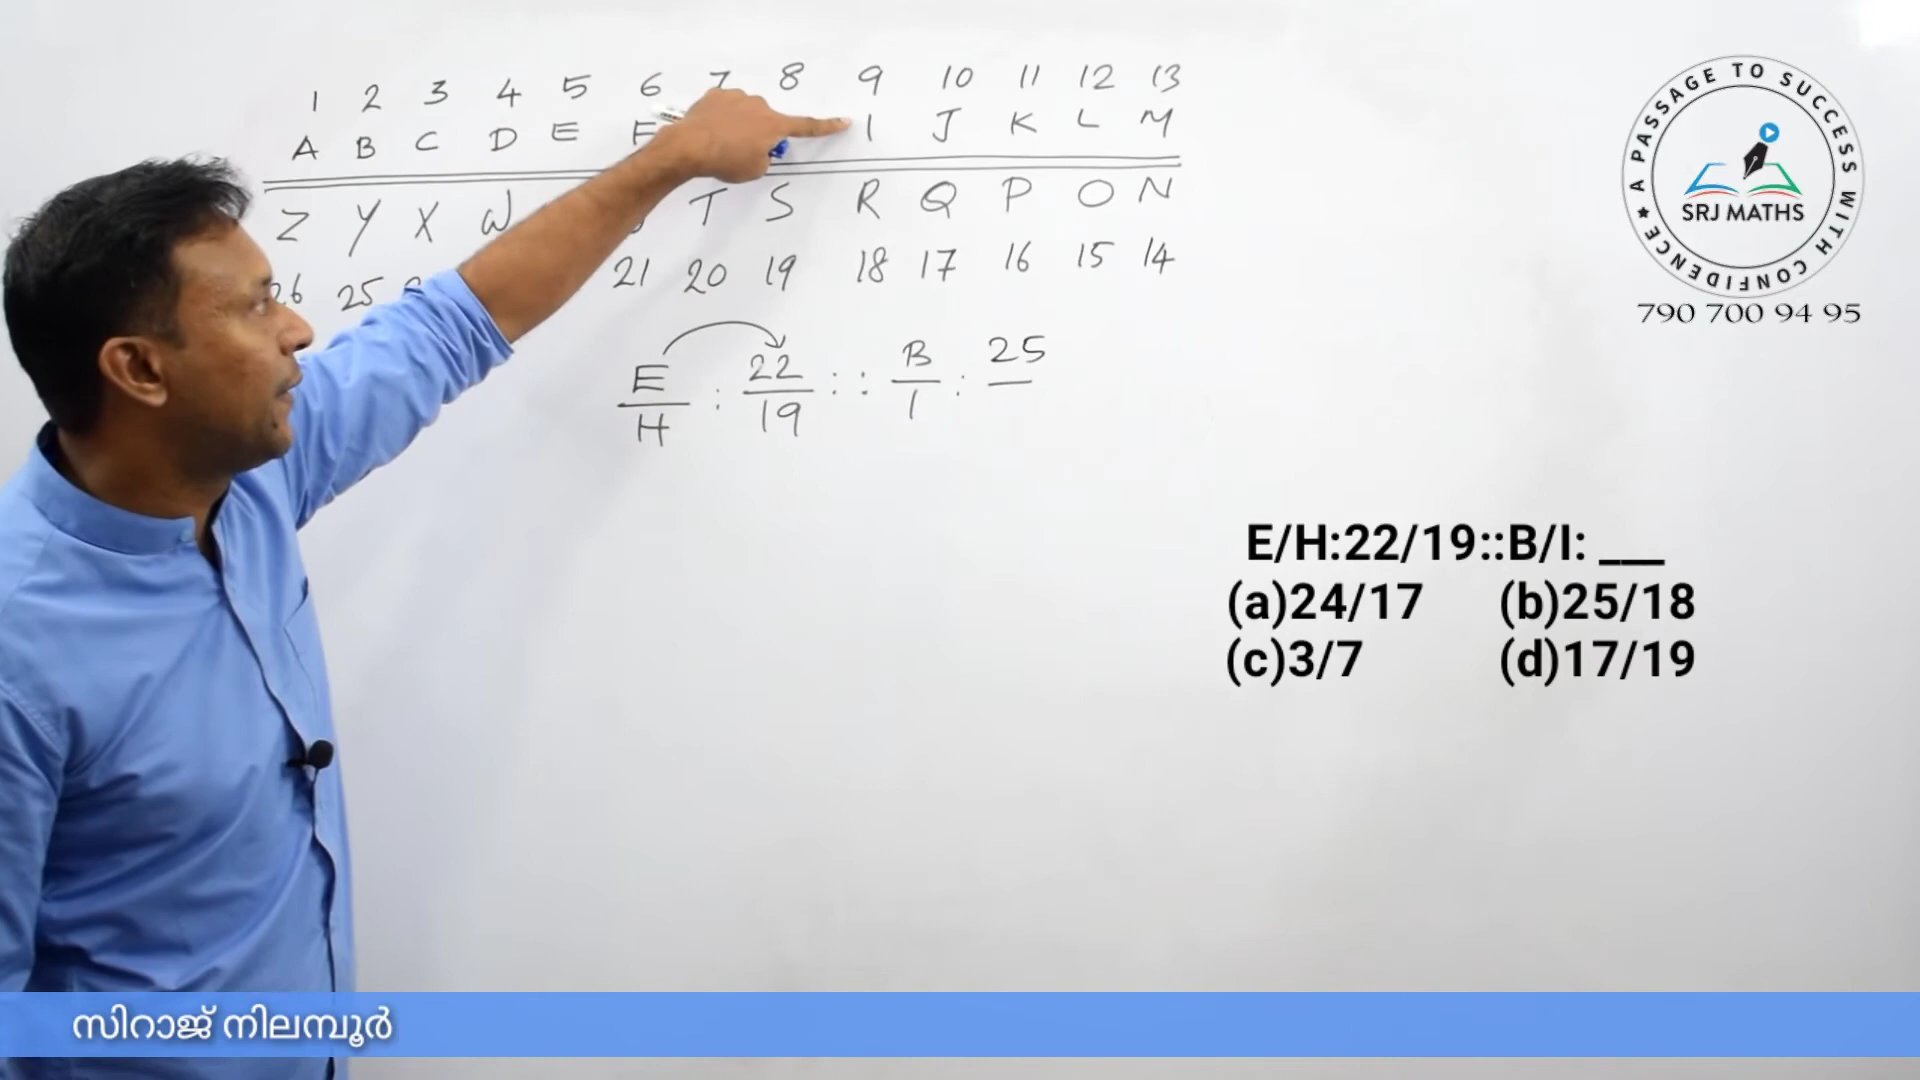 1 2 3 4 5 6 7 8 9 10 11 12 13
A B C D E F I J K L M
Z Y X W T S R Q P O N
26 25 21 20 19 18 17 16 15 14
E/H : 22/19 :: B/I : 25/
A PASSAGE TO SUCCESS WITH CONFIDENCE
SRJ MATHS
790 700 94 95
E/H:22/19::B/I: ___
(a)24/17 (b)25/18
(c)3/7 (d)17/19
സിറാജ് നിലമ്പൂർ